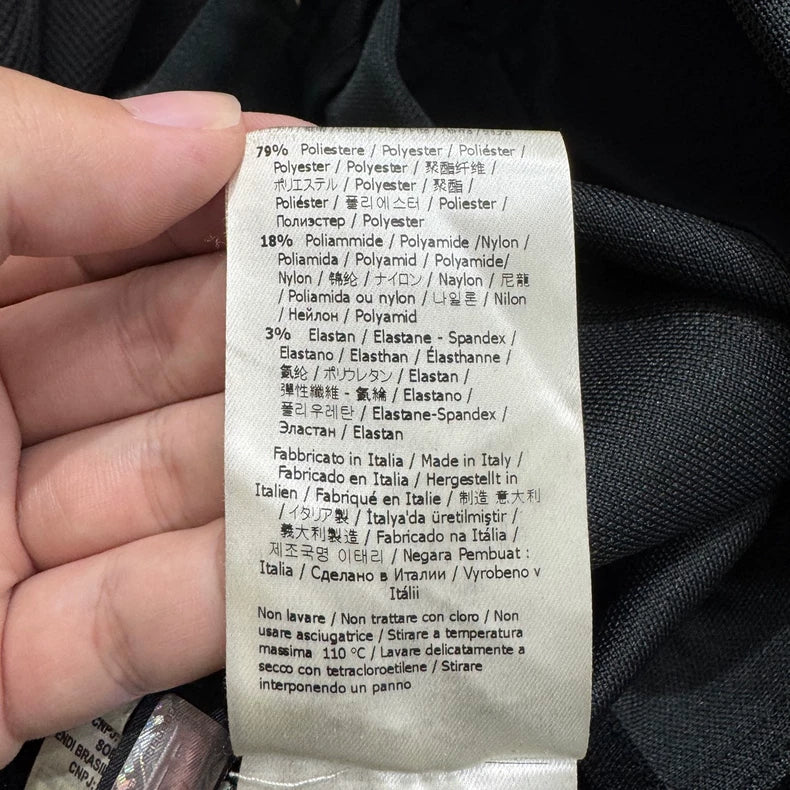 79% Poliestere / Polyester / Poliéster /
Polyester / Polyester / 聚酯纤维 /
ポリエステル / Polyester / 聚酯 /
Poliéster / 폴리에스터 / Poliester /
Полиэстер / Polyester
18% Poliammide / Polyamide /Nylon /
Poliamida / Polyamid / Polyamide/
Nylon / 锦纶 / ナイロン / Naylon / 尼龍
/ Poliamida ou nylon / 나일론 / Nilon
/ Нейлон / Polyamid
3% Elastan / Elastane - Spandex /
Elastano / Elasthan / Élasthanne /
氨纶 / ポリウレタン / Elastan /
彈性纖維 - 氨綸 / Elastano /
폴리우레탄 / Elastane-Spandex /
Эластан / Elastan
Fabbricato in Italia / Made in Italy /
Fabricado en Italia / Hergestellt in
Italien / Fabriqué en Italie / 制造 意大利
/ イタリア製 / İtalya'da üretilmiştir /
義大利製造 / Fabricado na Itália /
제조국명 이태리 / Negara Pembuat :
Italia / Сделано в Италии / Vyrobeno v
Itálii
Non lavare / Non trattare con cloro / Non
usare asciugatrice / Stirare a temperatura
massima 110 °C / Lavare delicatamente a
secco con tetracloroetilene / Stirare
interponendo un panno
CNPJ: